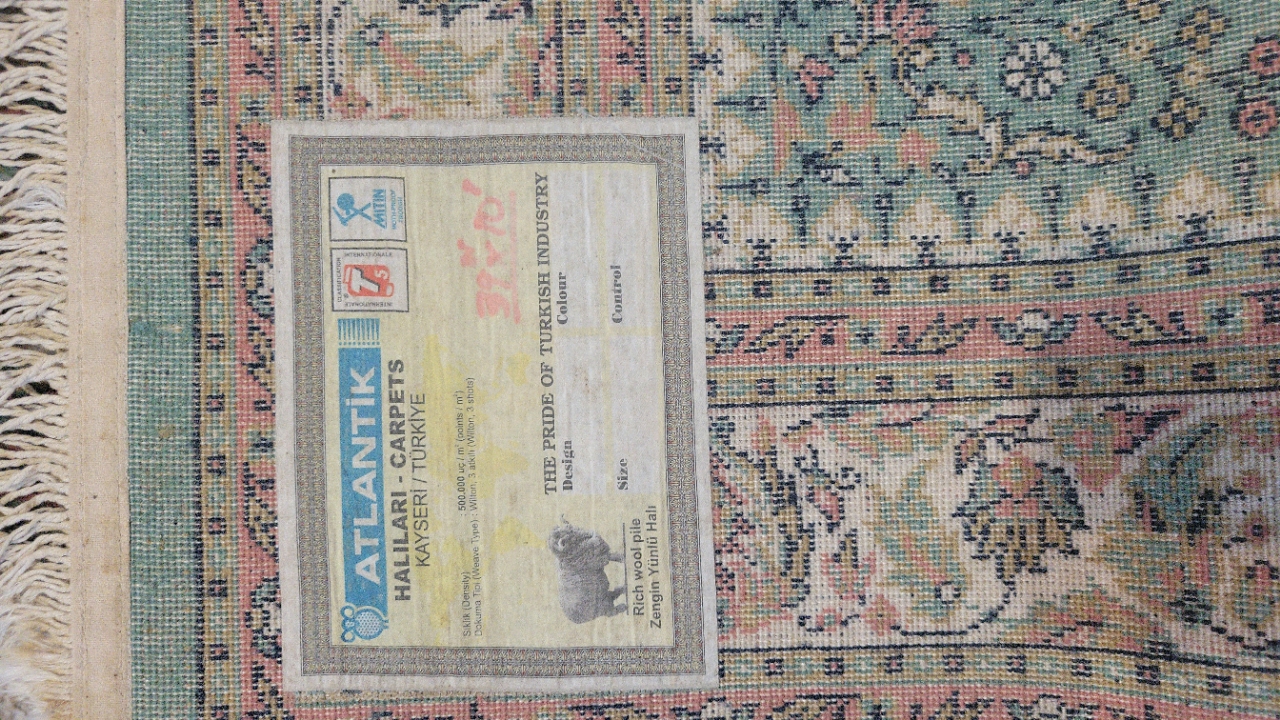 ATLANTİK
HALILARI - CARPETS
KAYSERI / TÜRKİYE
Sıklık (Density) : 500.000 uç / m² (points / m²)
Dokuma Tipi (Weave Type) : Wilton, 3 atkılı (Wilton, 3 shots)
CLASSIFICATION
INTERNATIONALE
T5
MITIN
THE PRIDE OF TURKISH INDUSTRY
Design Colour
Size Control
Rich wool pile
Zengin Yünlü Halı